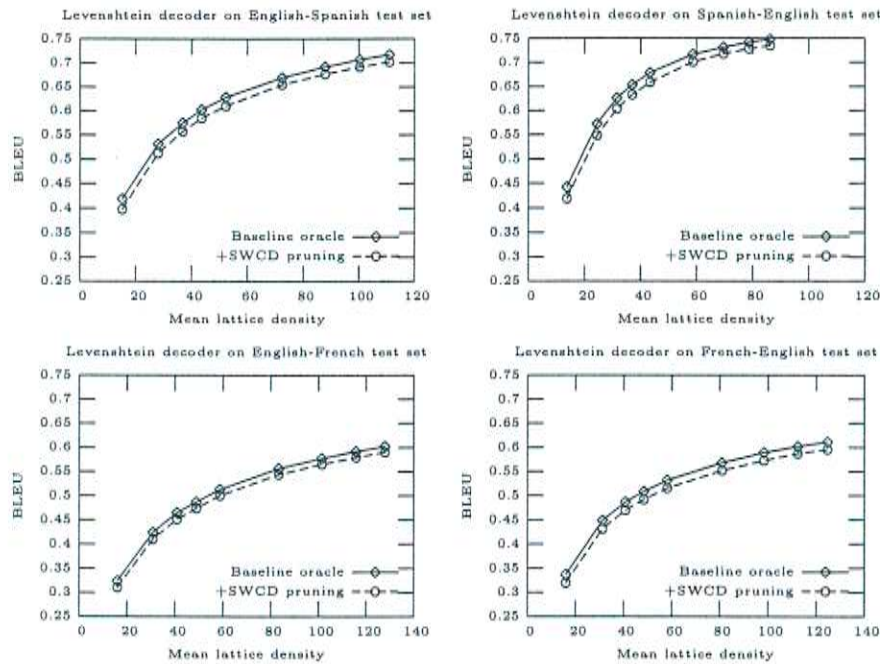 Levenshtein decoder on English-Spanish test set
0.75
0.7
0.65
0.6
0.55
0.5
0.45
0.4
0.35
0.3
0.25
BLEU
Baseline oracle
+SWCD pruning
0 20 40 60 80 100 120
Mean lattice density
Levenshtein decoder on Spanish-English test set
0.75
0.7
0.65
0.6
0.55
0.5
0.45
0.4
0.35
0.3
0.25
BLEU
Baseline oracle
+SWCD pruning
0 20 40 60 80 100 120
Mean lattice density
Levenshtein decoder on English-French test set
0.75
0.7
0.65
0.6
0.55
0.5
0.45
0.4
0.35
0.3
0.25
BLEU
Baseline oracle
+SWCD pruning
0 20 40 60 80 100 120 140
Mean lattice density
Levenshtein decoder on French-English test set
0.75
0.7
0.65
0.6
0.55
0.5
0.45
0.4
0.35
0.3
0.25
BLEU
Baseline oracle
+SWCD pruning
0 20 40 60 80 100 120 140
Mean lattice density